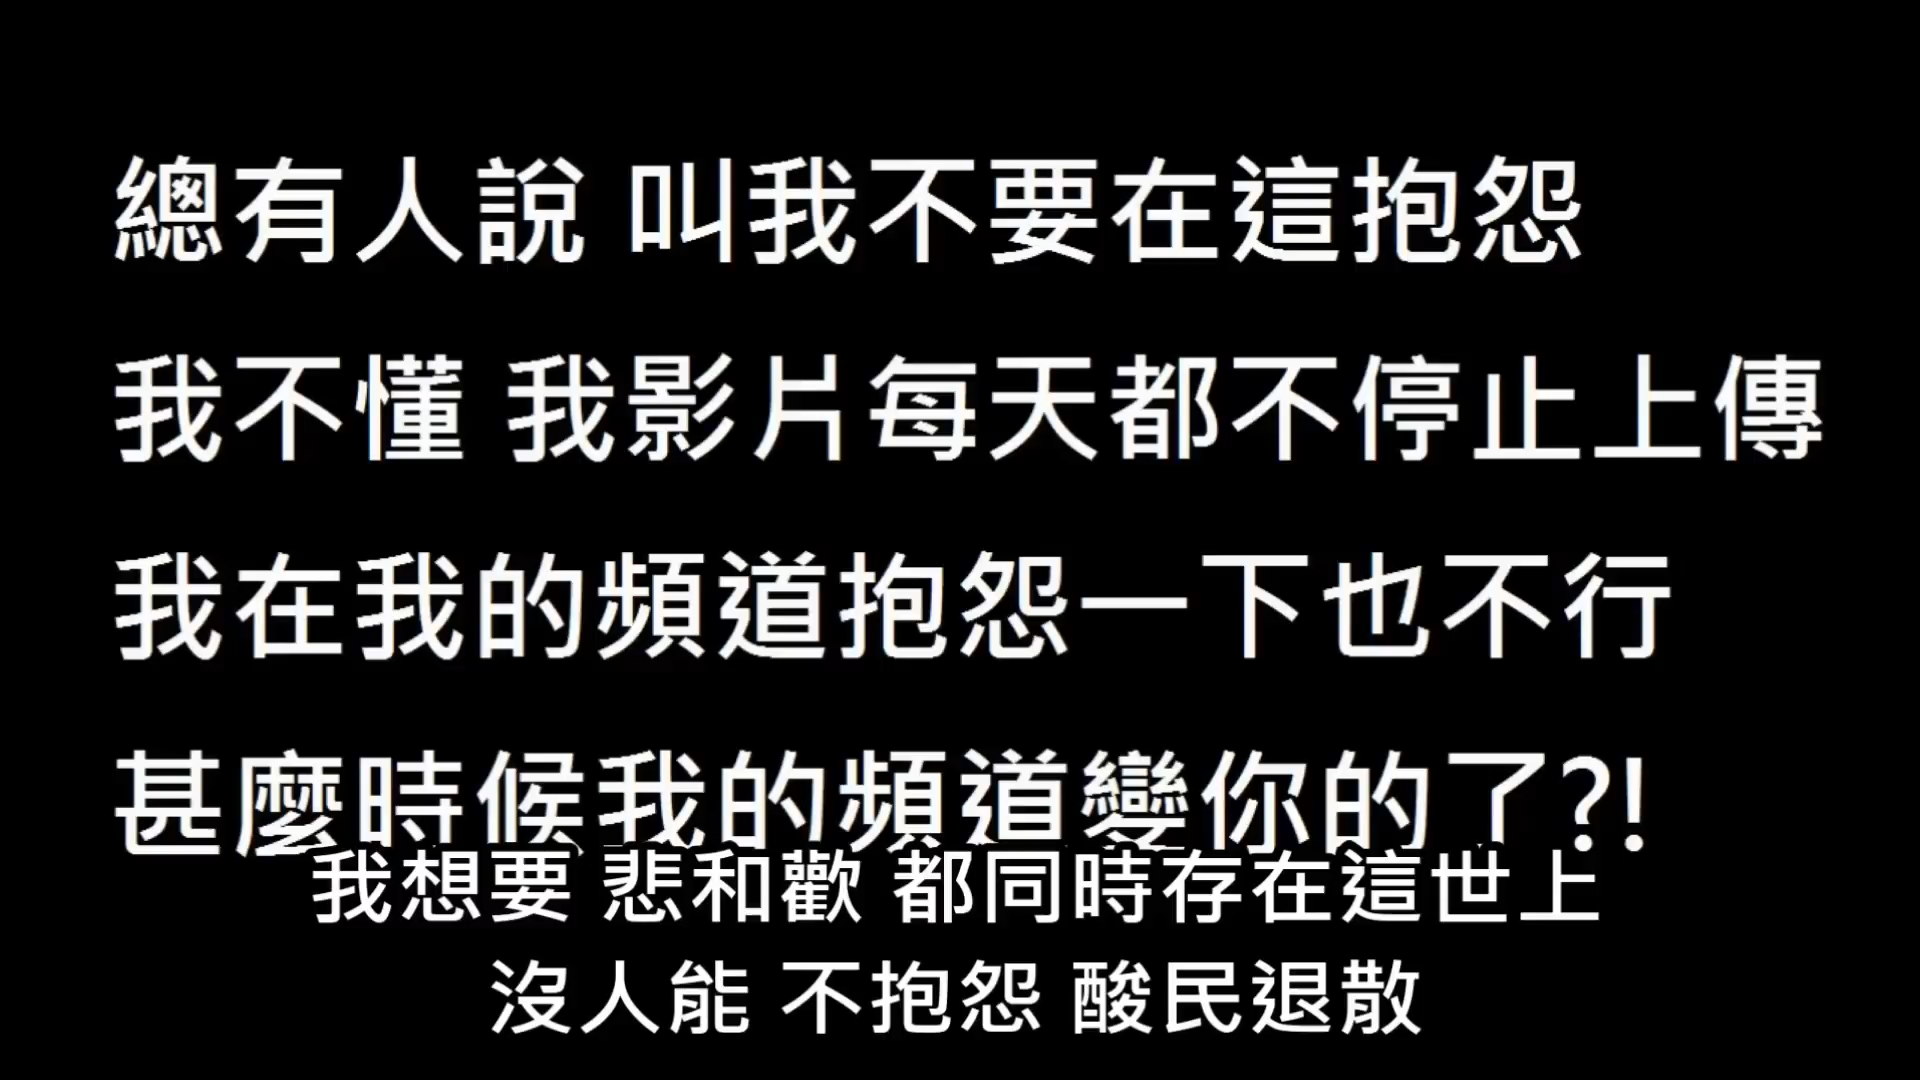 總有人說 叫我不要在這抱怨
我不懂 我影片每天都不停止上傳
我在我的頻道抱怨一下也不行
甚麼時候我的頻道變你的了?!
我想要 悲和歡 都同時存在這世上
沒人能 不抱怨 酸民退散